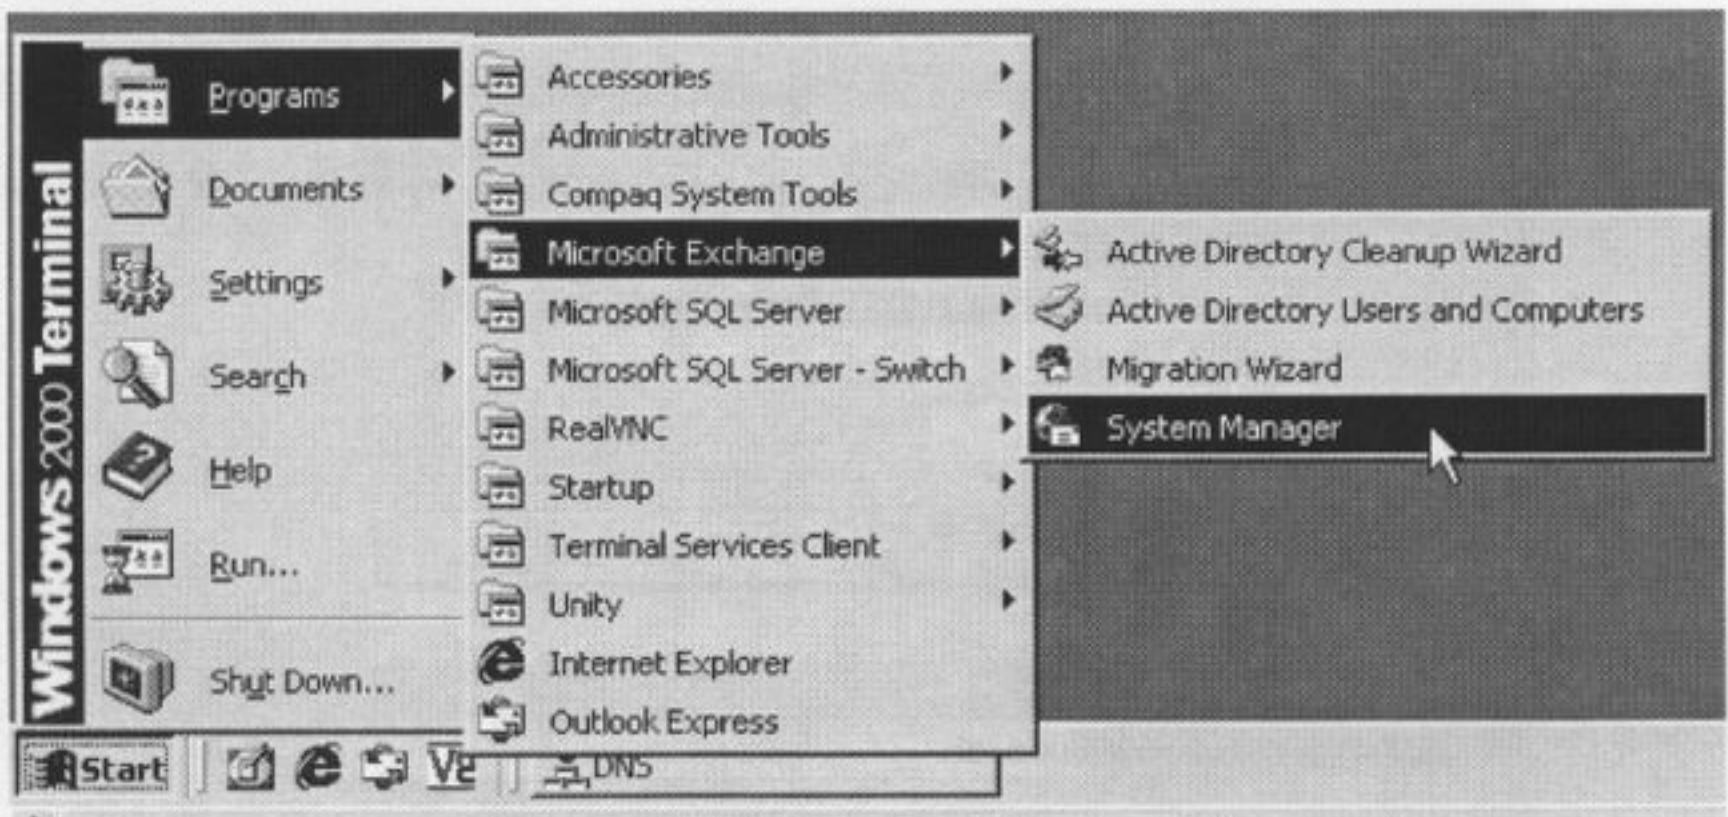 Windows 2000 Terminal
Programs
Documents
Settings
Search
Help
Run...
Shut Down...
Accessories
Administrative Tools
Compaq System Tools
Microsoft Exchange
Microsoft SQL Server
Microsoft SQL Server - Switch
RealVNC
Startup
Terminal Services Client
Unity
Internet Explorer
Outlook Express
Active Directory Cleanup Wizard
Active Directory Users and Computers
Migration Wizard
System Manager
Start
DNS